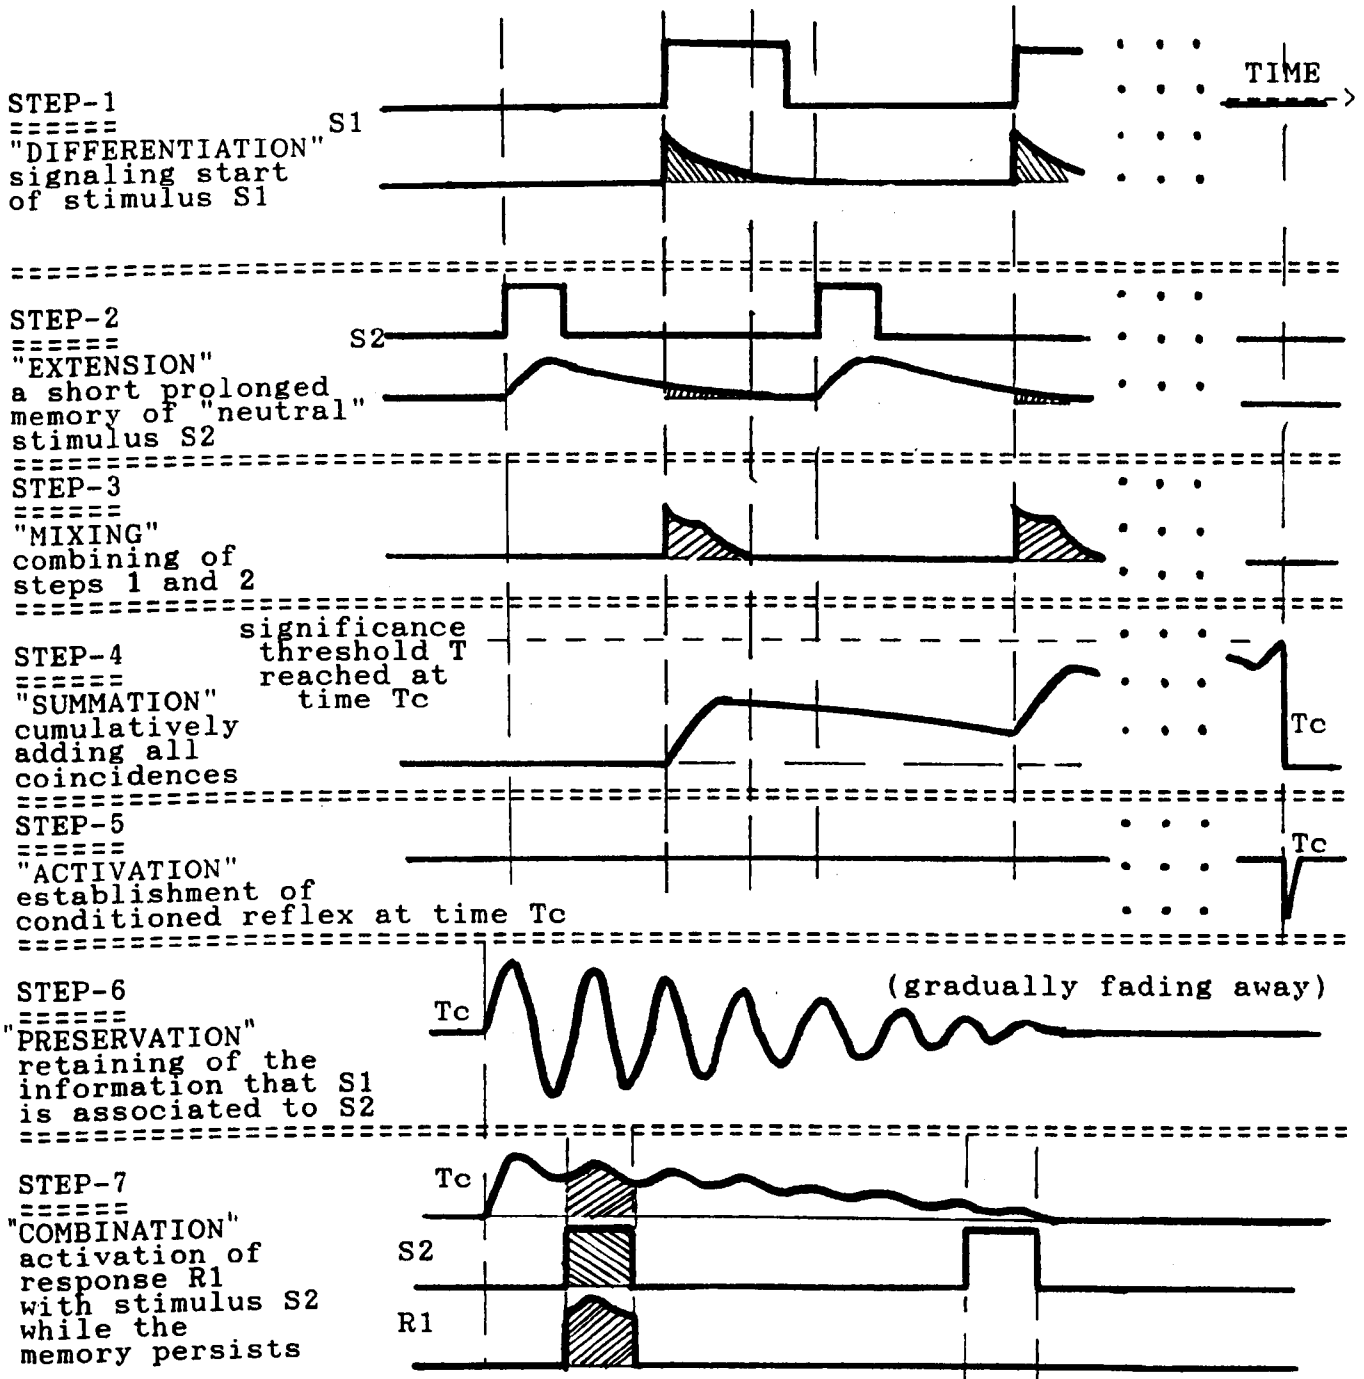 TIME
STEP-1
======
S1
"DIFFERENTIATION"
signaling start
of stimulus S1
STEP-2
======
S2
"EXTENSION"
a short prolonged
memory of "neutral"
stimulus S2
STEP-3
======
"MIXING"
combining of
steps 1 and 2
significance
threshold T
reached at
time Tc
STEP-4
======
"SUMMATION"
cumulatively
adding all
coincidences
Tc
STEP-5
======
"ACTIVATION"
establishment of
conditioned reflex at time Tc
Tc
STEP-6
======
"PRESERVATION"
retaining of the
information that S1
is associated to S2
Tc
(gradually fading away)
STEP-7
======
"COMBINATION"
activation of
response R1
with stimulus S2
while the
memory persists
Tc
S2
R1